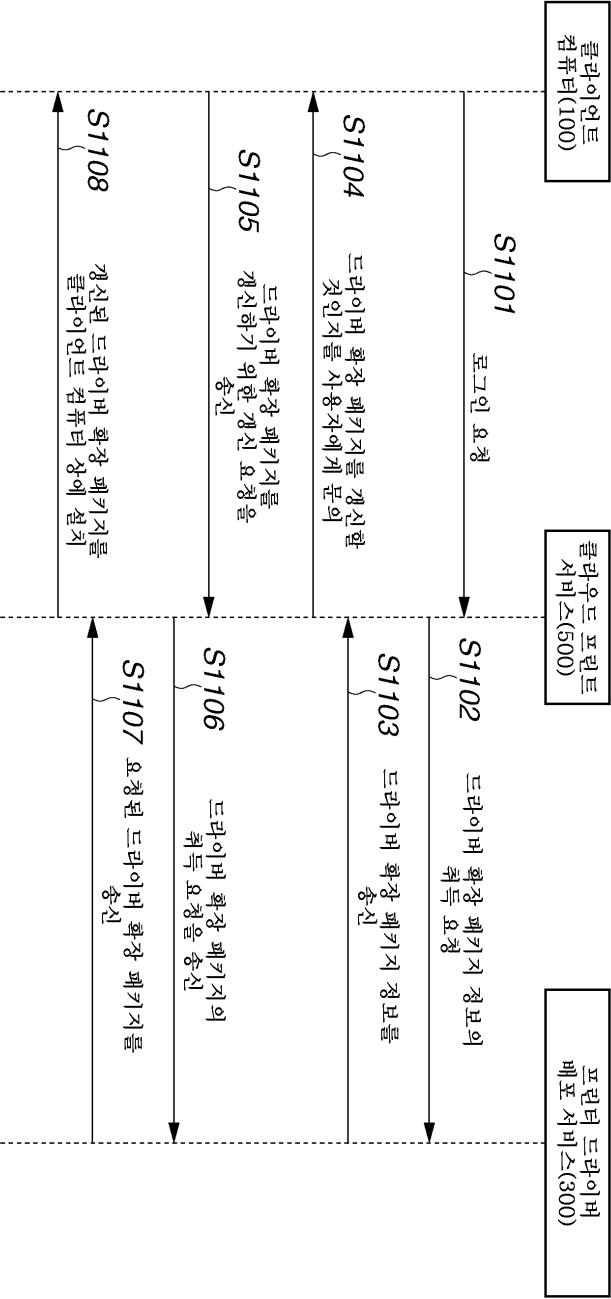 클라이언트
컴퓨터(100)
클라우드 프린트
서비스(500)
프린터 드라이버
배포 서비스(300)
S1101
로그인 요청
S1102
드라이버 확장 패키지 정보의
취득 요청
S1103
드라이버 확장 패키지 정보를
송신
S1104
드라이버 확장 패키지를 갱신할
것인지를 사용자에게 문의
S1105
드라이버 확장 패키지를
갱신하기 위한 갱신 요청을
송신
S1106
드라이버 확장 패키지의
취득 요청을 송신
S1107
요청된 드라이버 확장 패키지를
송신
S1108
갱신된 드라이버 확장 패키지를
클라이언트 컴퓨터 상에 설치